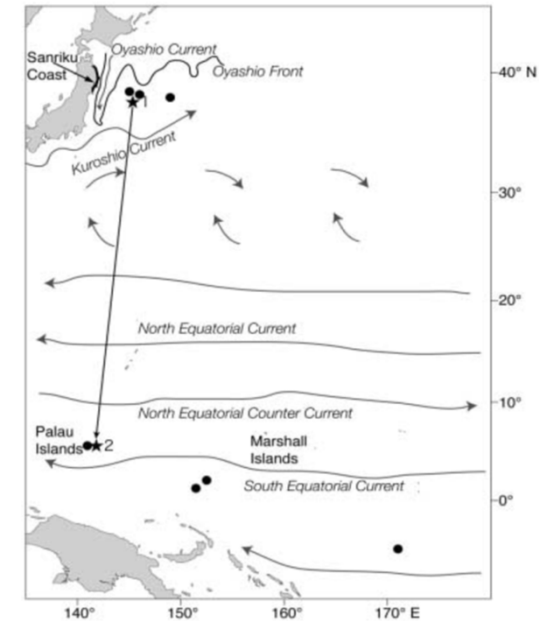 Oyashio Current
Sanriku
Coast
Oyashio Front
40° N
1
Kuroshio Current
30°
20°
North Equatorial Current
10°
North Equatorial Counter Current
Palau
Islands
2
Marshall
Islands
South Equatorial Current
0°
140°
150°
160°
170° E